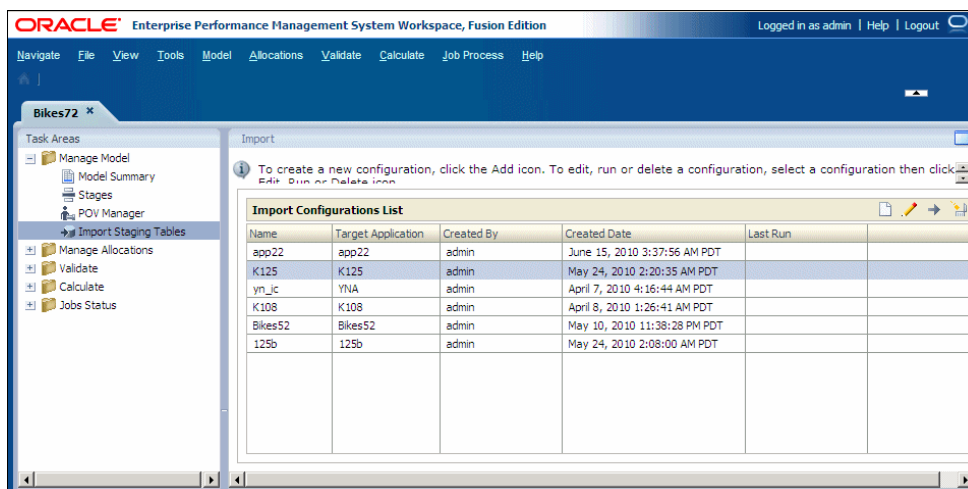 ORACLE® Enterprise Performance Management System Workspace, Fusion Edition
Logged in as admin | Help | Logout
Navigate File View Tools Model Allocations Validate Calculate Job Process Help
Bikes72
Task Areas
Manage Model
Model Summary
Stages
POV Manager
Import Staging Tables
Manage Allocations
Validate
Calculate
Jobs Status
Import
To create a new configuration, click the Add icon. To edit, run or delete a configuration, select a configuration then click
Edit, Run or Delete icon
Import Configurations List
Name Target Application Created By Created Date Last Run
app22 app22 admin June 15, 2010 3:37:56 AM PDT
K125 K125 admin May 24, 2010 2:20:35 AM PDT
yn_ic YNA admin April 7, 2010 4:16:44 AM PDT
K108 K108 admin April 8, 2010 1:26:41 AM PDT
Bikes52 Bikes52 admin May 10, 2010 11:38:28 PM PDT
125b 125b admin May 24, 2010 2:08:00 AM PDT